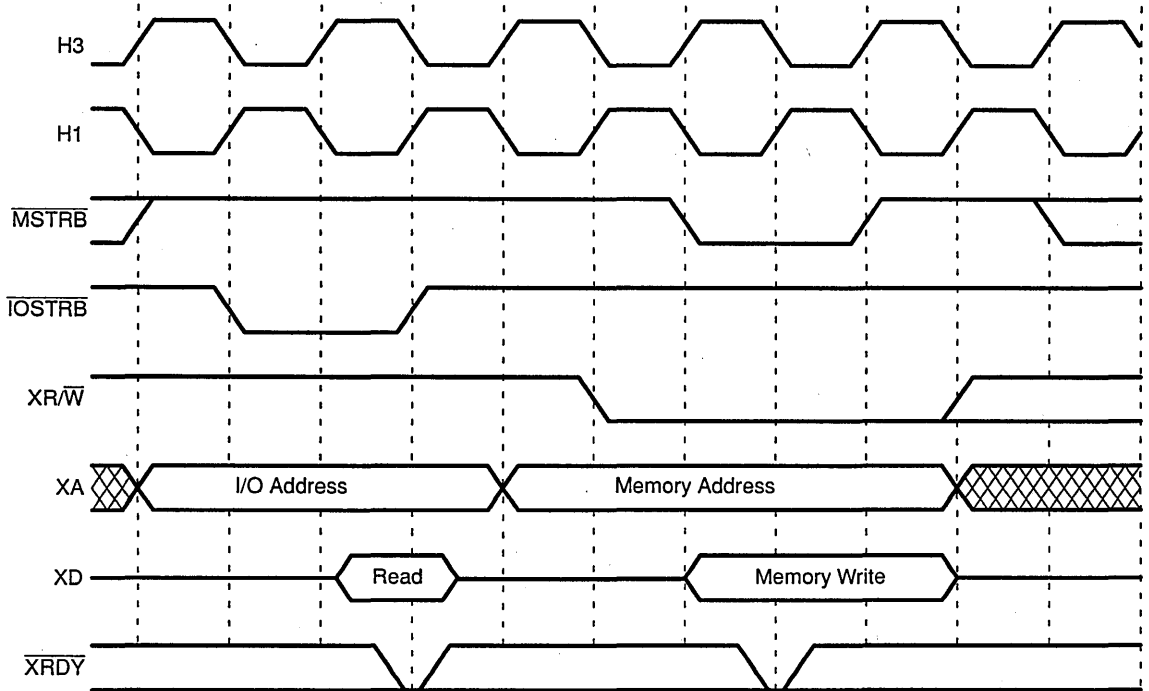 H3
H1
MSTRB
IOSTRB
XR/W
XA I/O Address Memory Address
XD Read Memory Write
XRDY